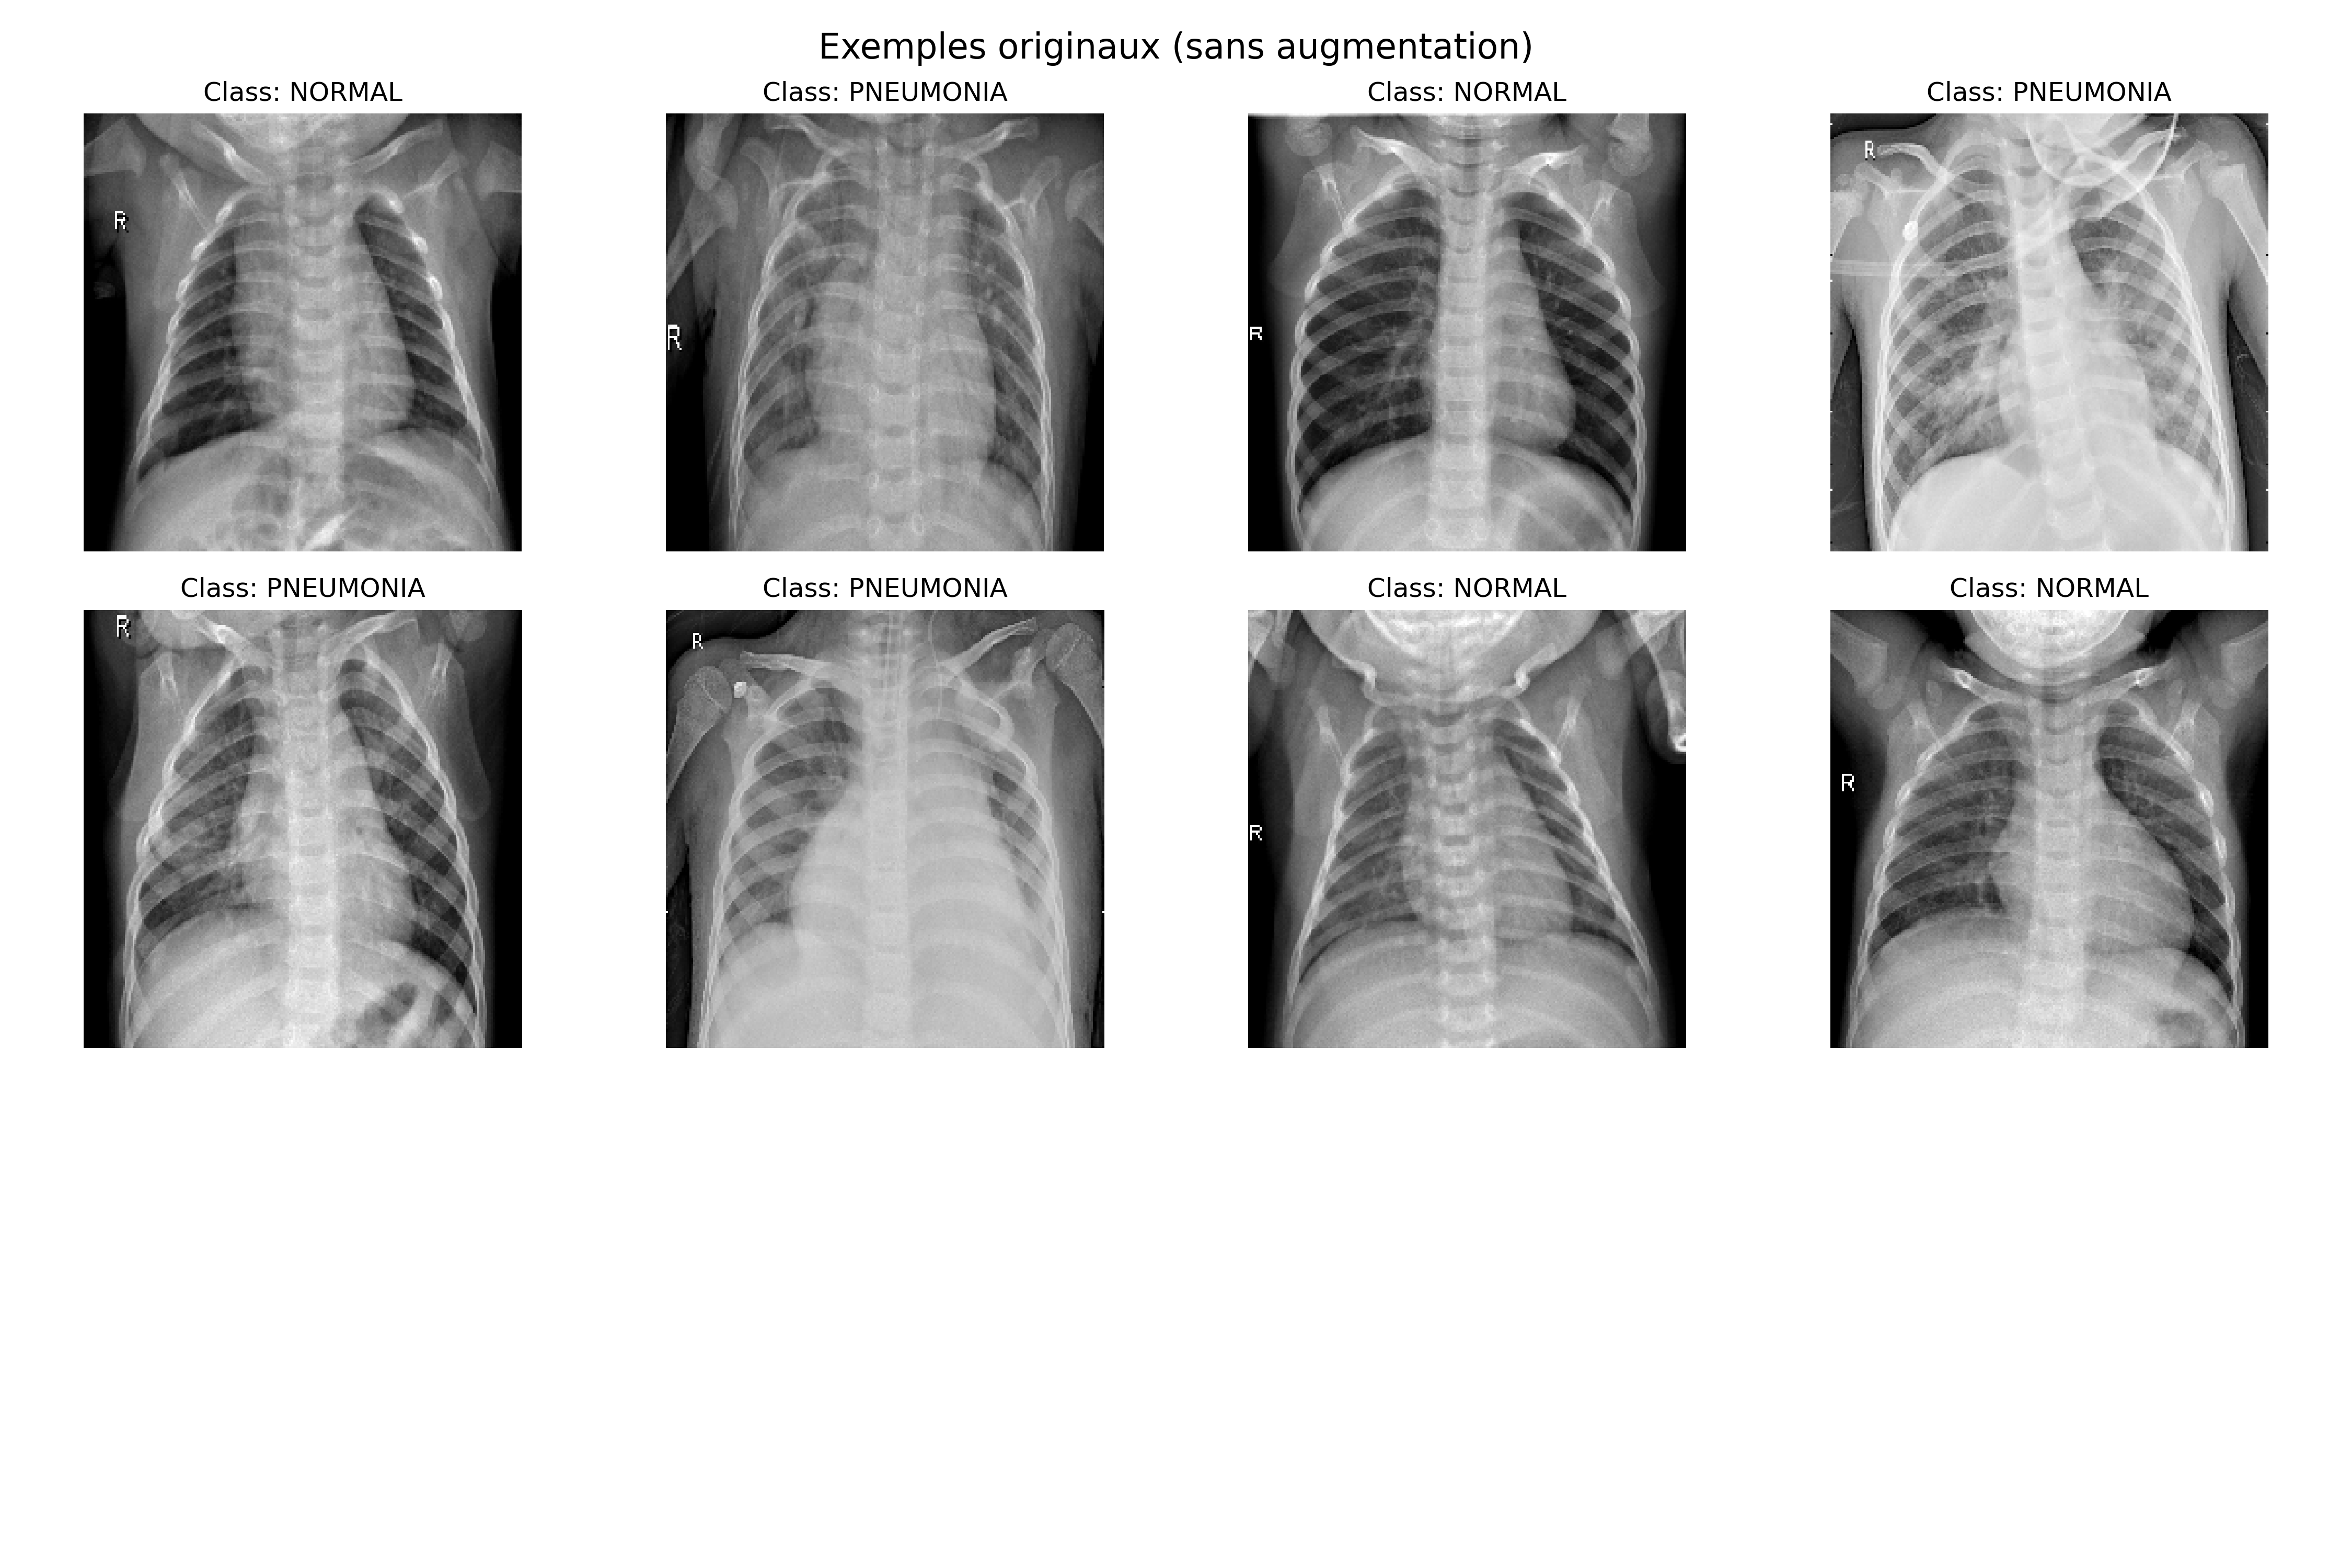 Exemples originaux (sans augmentation)
Class: NORMAL
Class: PNEUMONIA
Class: NORMAL
Class: PNEUMONIA
R
R
R
R
Class: PNEUMONIA
Class: PNEUMONIA
Class: NORMAL
Class: NORMAL
R
R
R
R